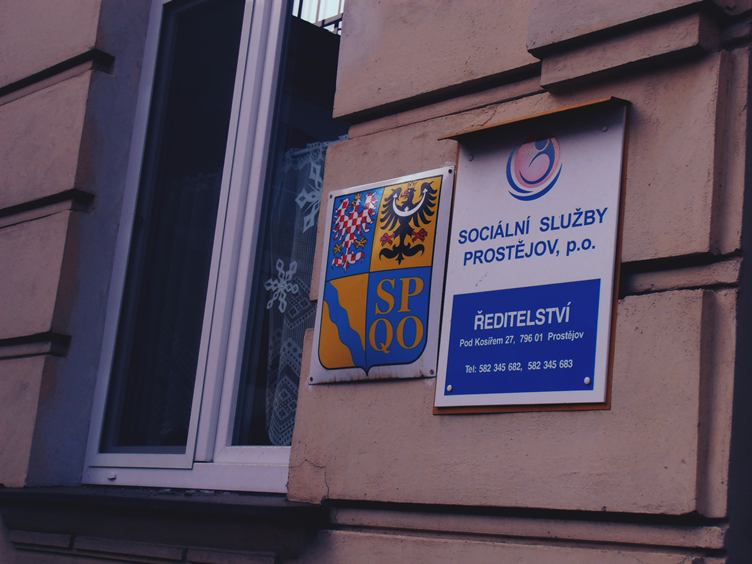 SP
QO
SOCIÁLNÍ SLUŽBY
PROSTĚJOV, p.o.
ŘEDITELSTVÍ
Pod Kosířem 27, 796 01 Prostějov
Tel: 582 345 682, 582 345 683